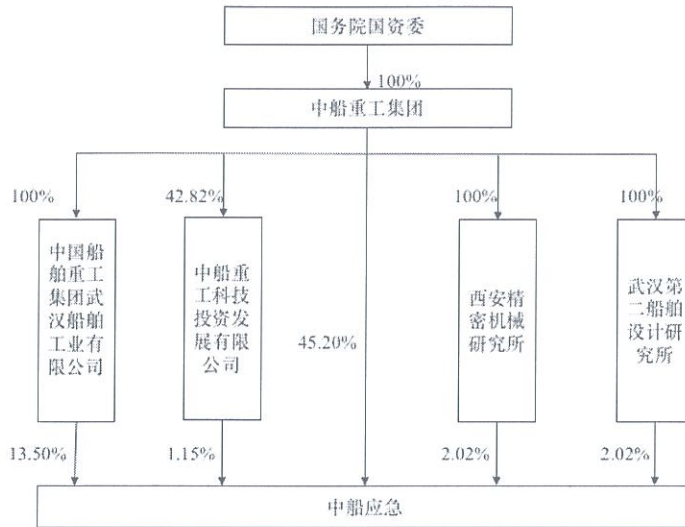 国务院国资委
100%
中船重工集团
100%
42.82%
100%
100%
中国船
舶重工
集团武
汉船舶
工业有
限公司
中船重
工科技
投资发
展有限
公司
45.20%
西安精
密机械
研究所
武汉第
二船舶
设计研
究所
13.50%
1.15%
2.02%
2.02%
中船应急